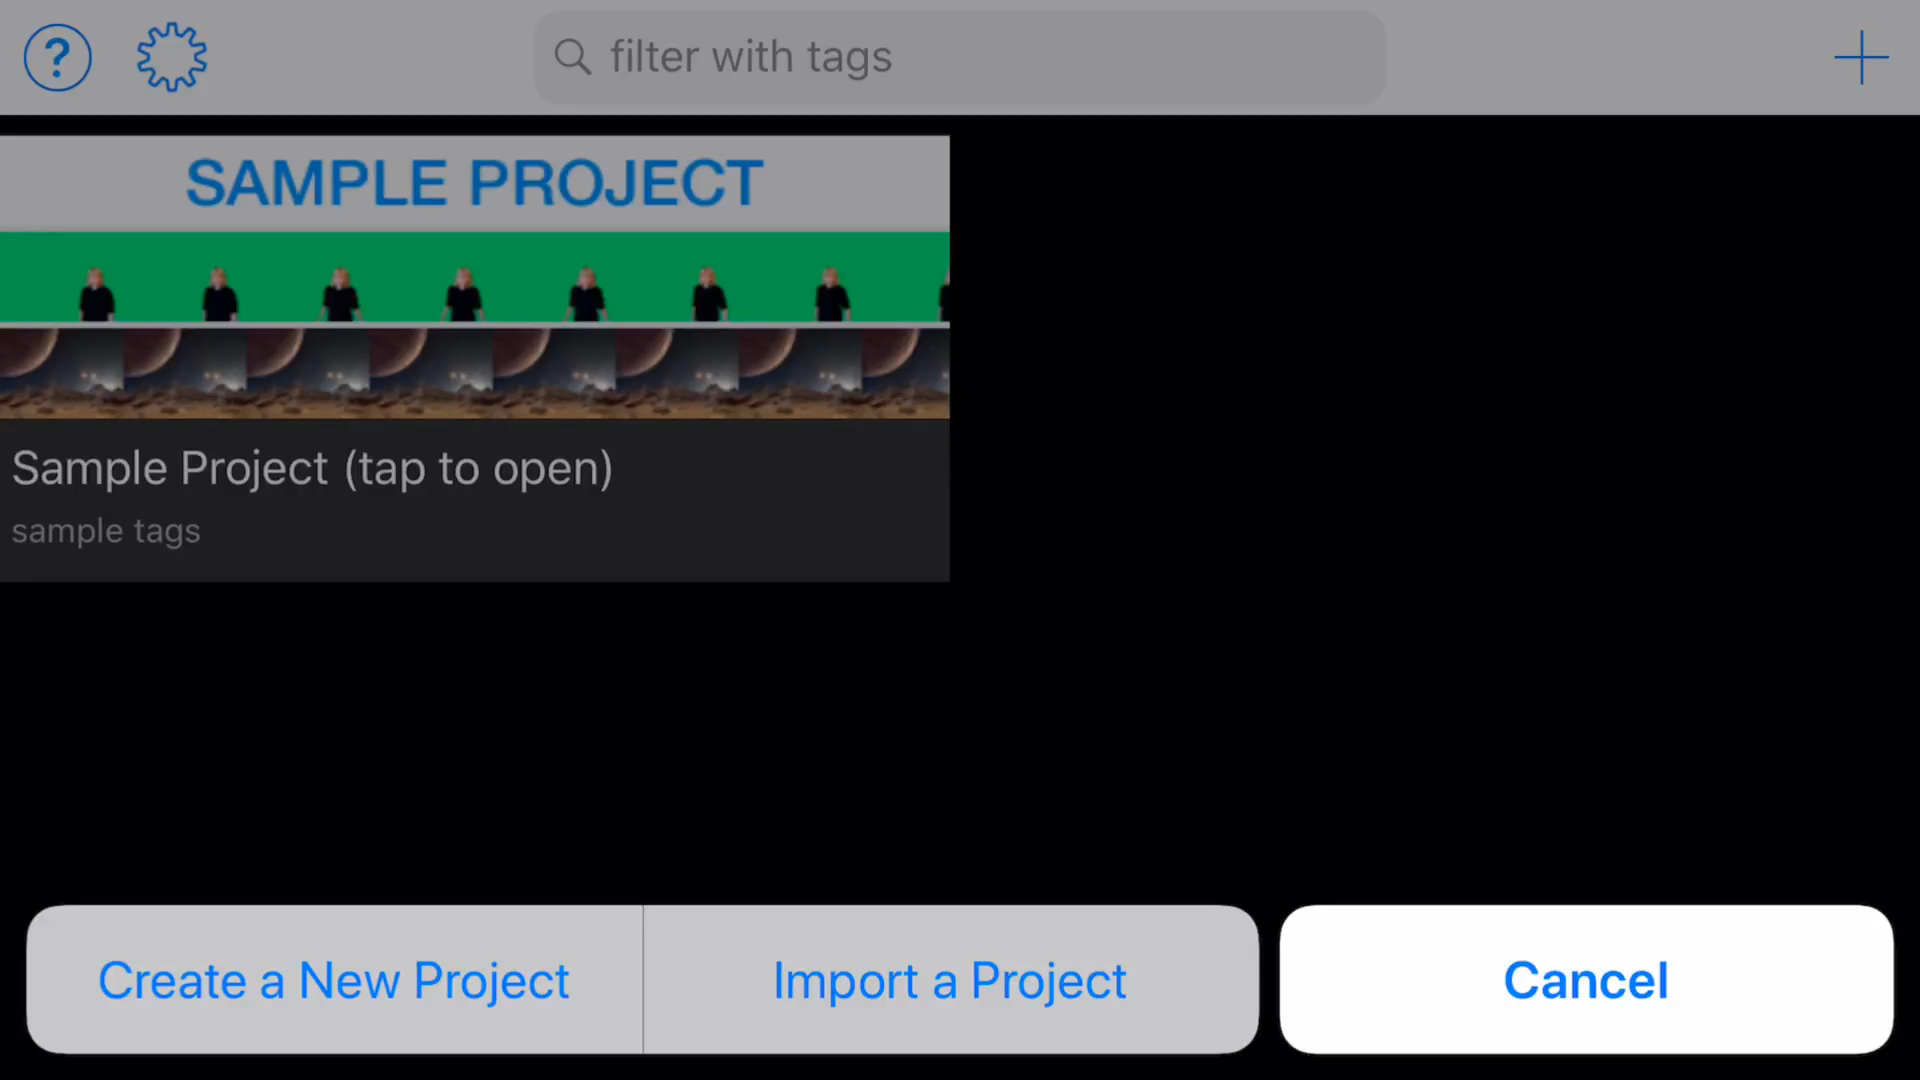 ?
filter with tags
SAMPLE PROJECT
Sample Project (tap to open)
sample tags
Create a New Project
Import a Project
Cancel